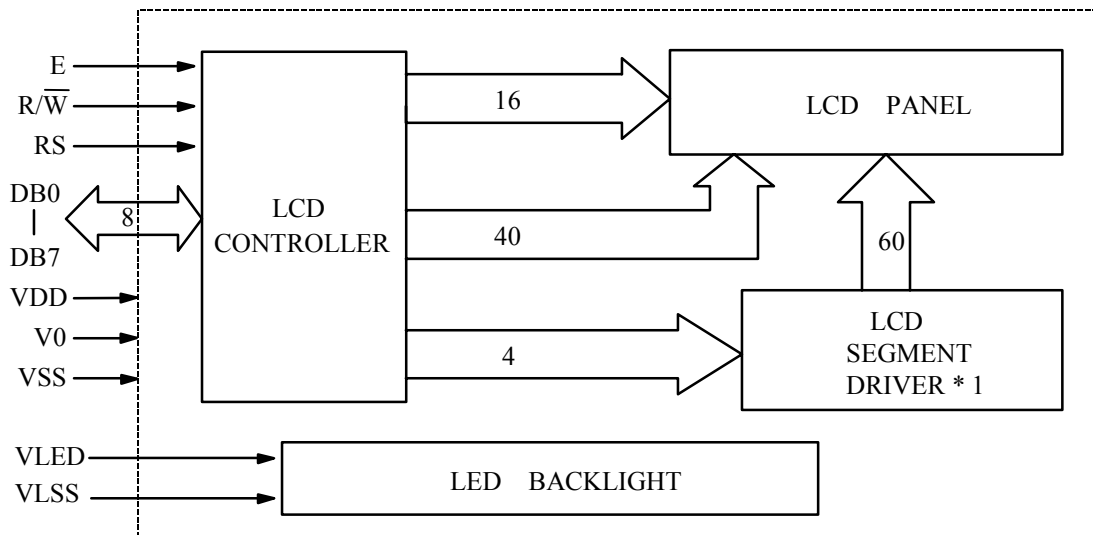 E
R/W̅
RS
DB0
DB7
VDD
V0
VSS
VLED
VLSS
8
LCD
CONTROLLER
16
40
4
LCD PANEL
60
LCD
SEGMENT
DRIVER * 1
LED BACKLIGHT